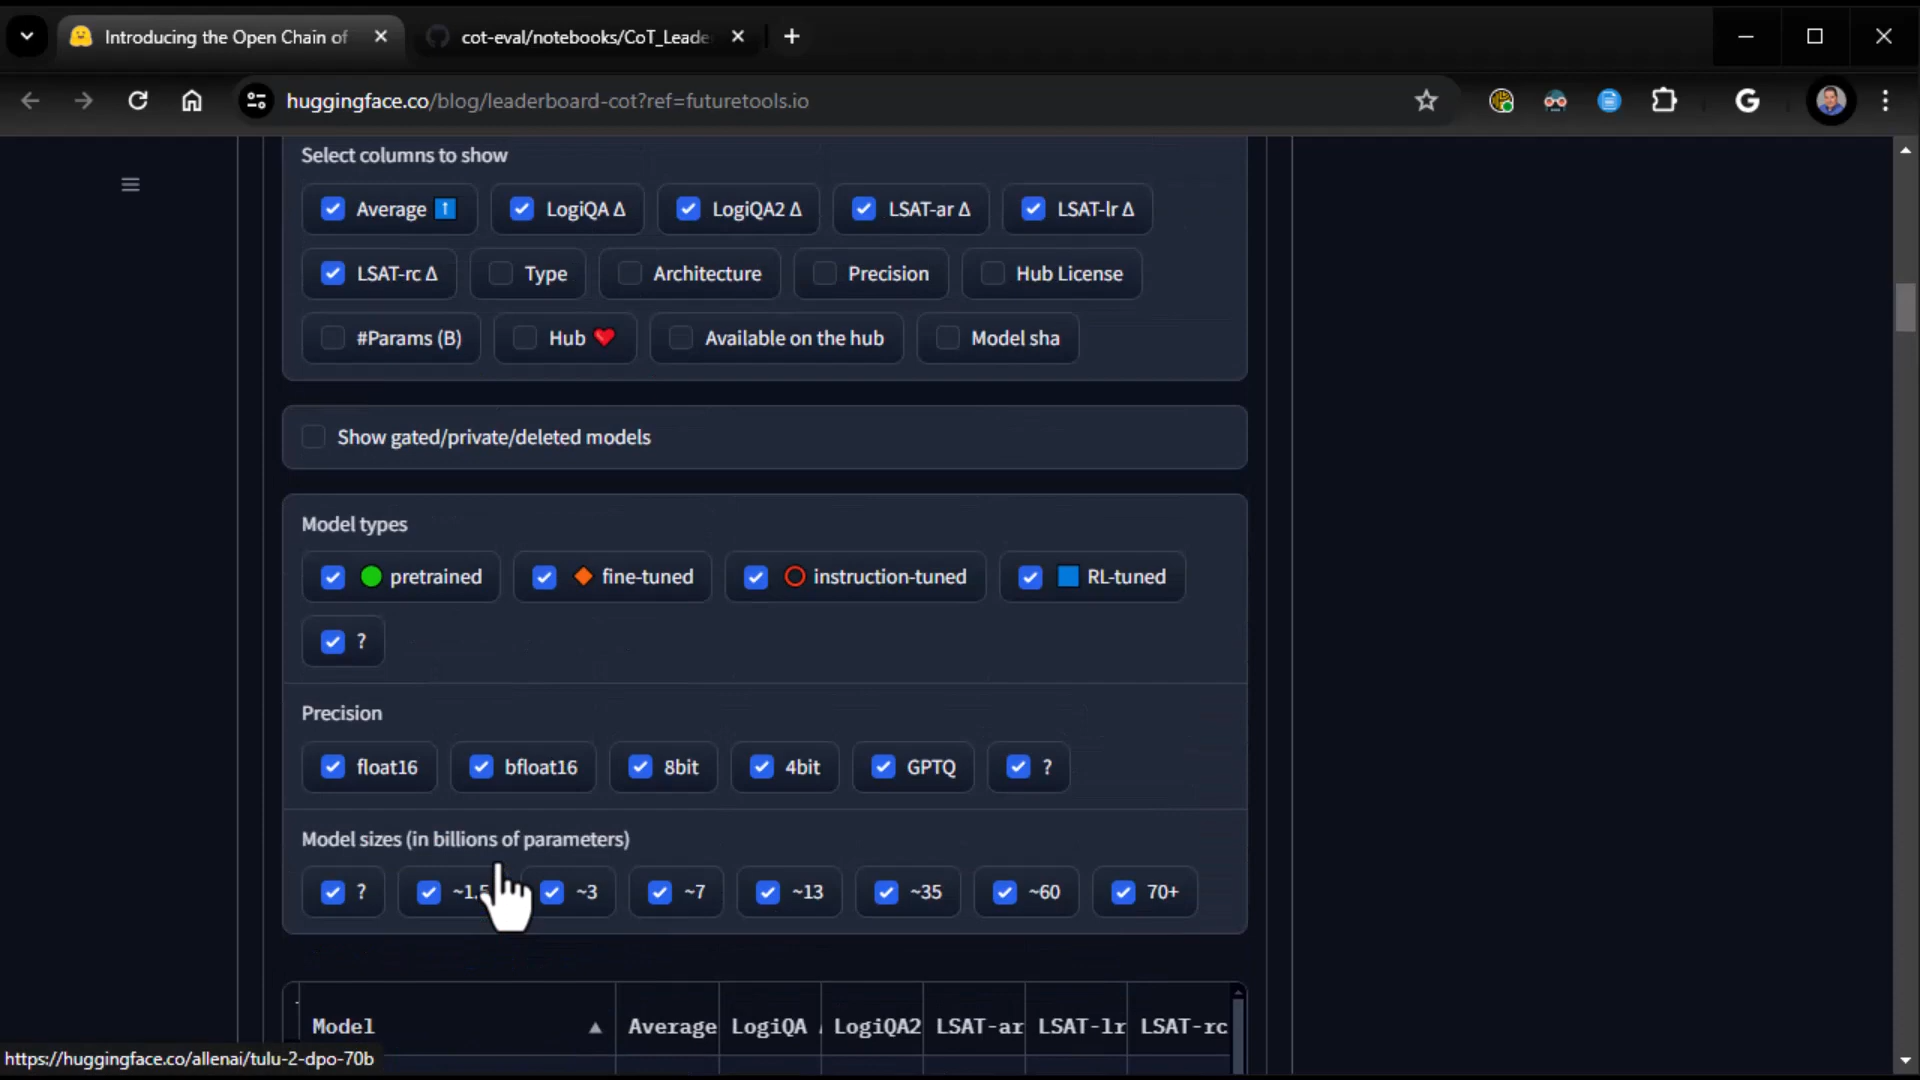 Introducing the Open Chain of
cot-eval/notebooks/CoT_Leade
huggingface.co/blog/leaderboard-cot?ref=futuretools.io
Select columns to show
Average ↑ LogiQA Δ LogiQA2 Δ LSAT-ar Δ LSAT-lr Δ
LSAT-rc Δ Type Architecture Precision Hub License
#Params (B) Hub ❤️ Available on the hub Model sha
Show gated/private/deleted models
Model types
pretrained fine-tuned instruction-tuned RL-tuned
?
Precision
float16 bfloat16 8bit 4bit GPTQ ?
Model sizes (in billions of parameters)
? ~1.5 ~3 ~7 ~13 ~35 ~60 70+
Model ▲ Average LogiQA LogiQA2 LSAT-ar LSAT-lr LSAT-rc
https://huggingface.co/allenai/tulu-2-dpo-70b